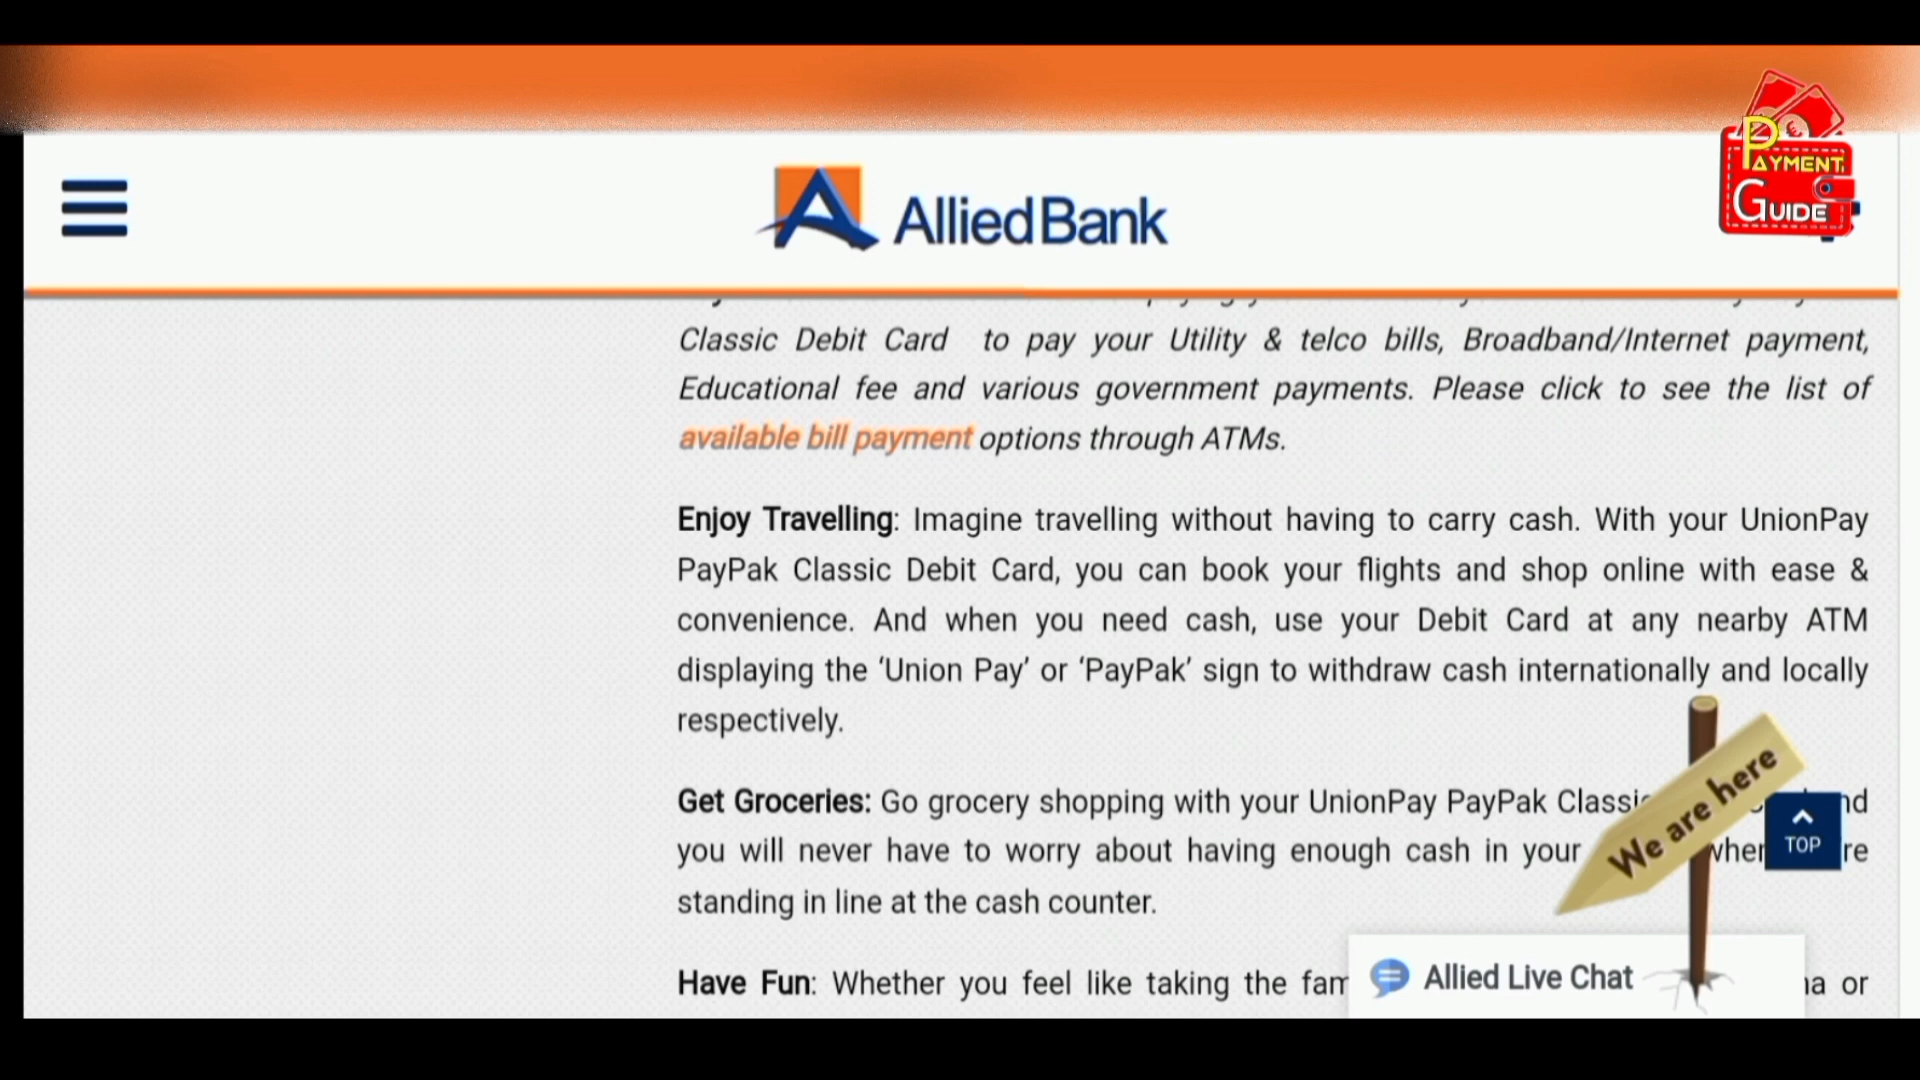 PAYMENT
GUIDE
Allied Bank
Classic Debit Card to pay your Utility & telco bills, Broadband/Internet payment,
Educational fee and various government payments. Please click to see the list of
available bill payment options through ATMs.
Enjoy Travelling: Imagine travelling without having to carry cash. With your UnionPay
PayPak Classic Debit Card, you can book your flights and shop online with ease &
convenience. And when you need cash, use your Debit Card at any nearby ATM
displaying the ‘Union Pay’ or ‘PayPak’ sign to withdraw cash internationally and locally
respectively.
Get Groceries: Go grocery shopping with your UnionPay PayPak
you will never have to worry about having enough cash in your
standing in line at the cash counter.
Have Fun: Whether you feel like taking the or
We are here
TOP
Allied Live Chat